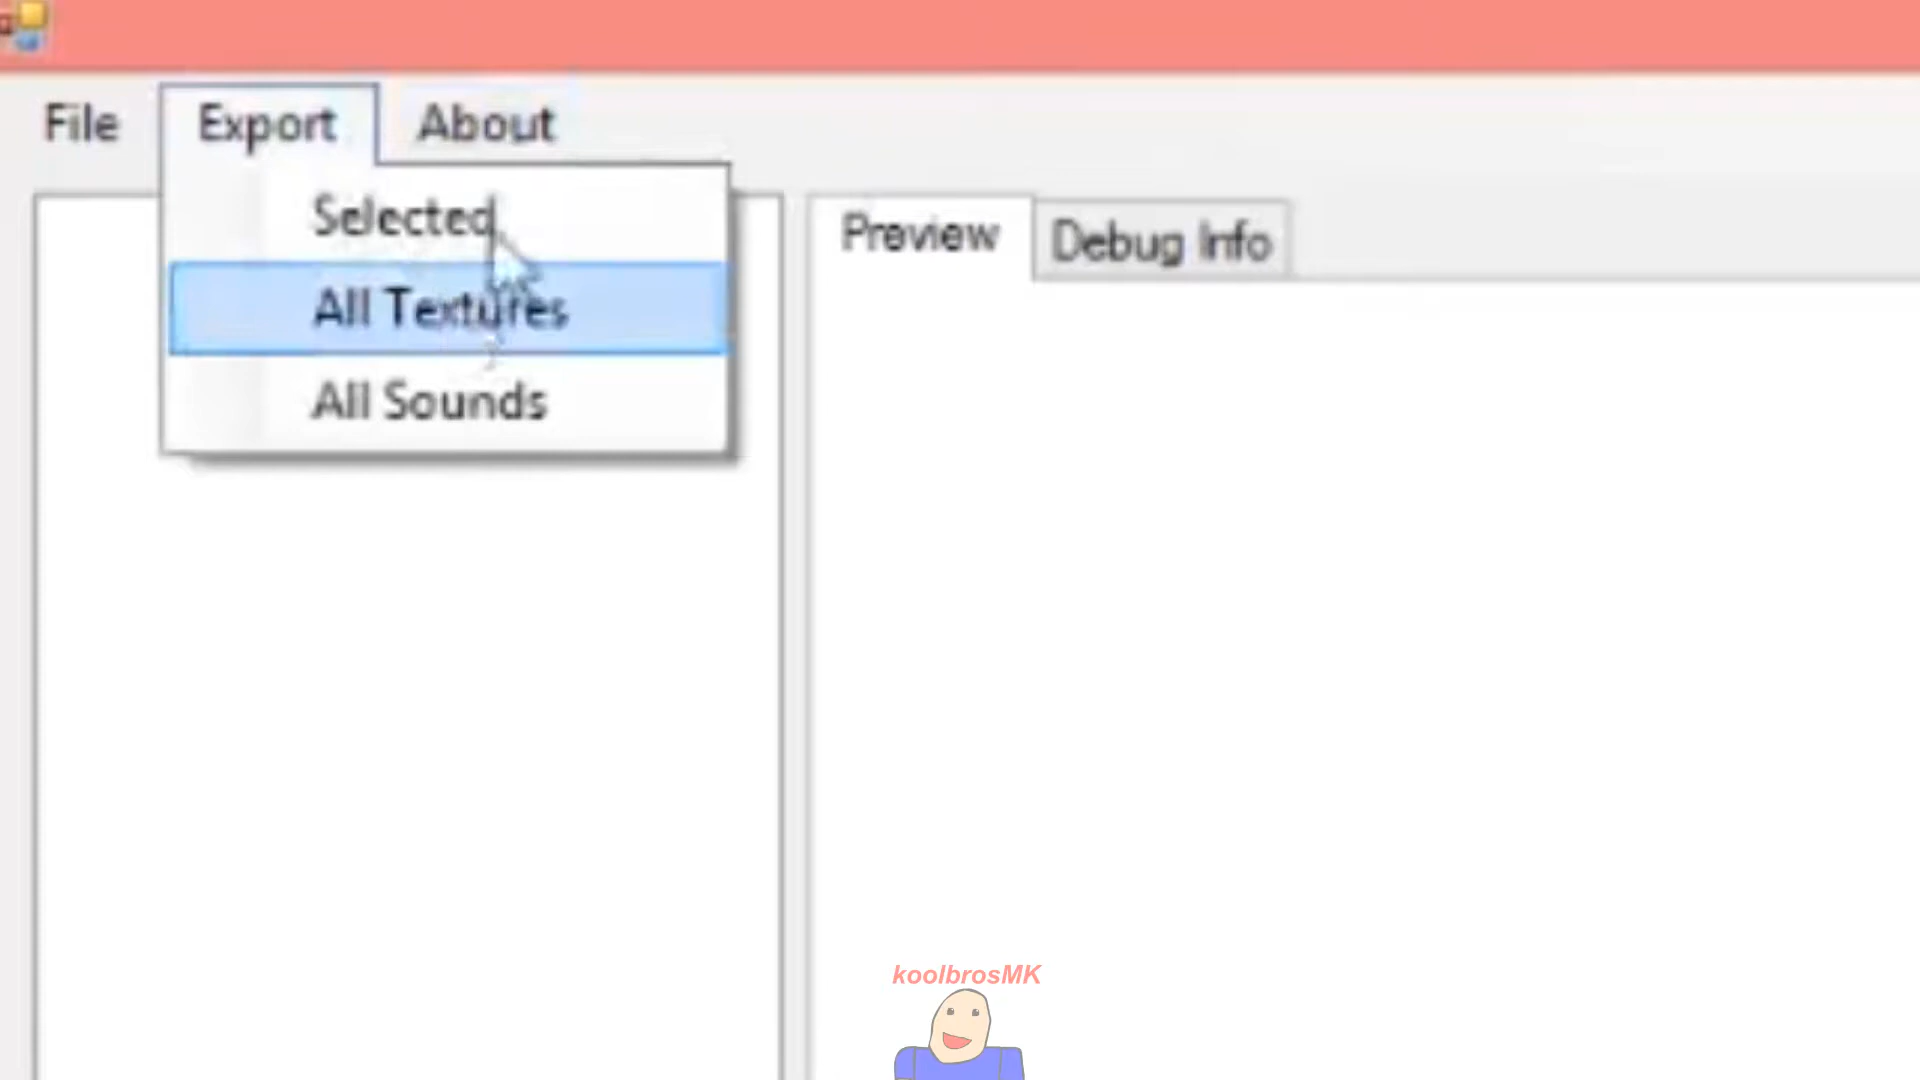 File Export About
Selected
All Textures
All Sounds
Preview Debug Info
koolbrosMK